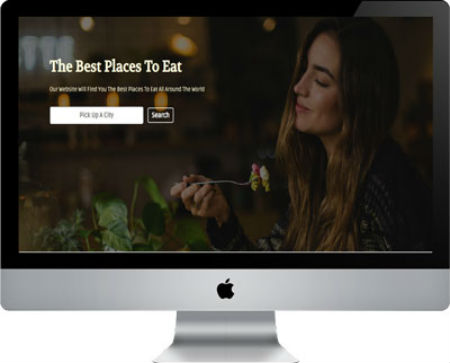 The Best Places To Eat
Our Website Will Find You The Best Places To Eat All Around The World
Pick Up A City
Search